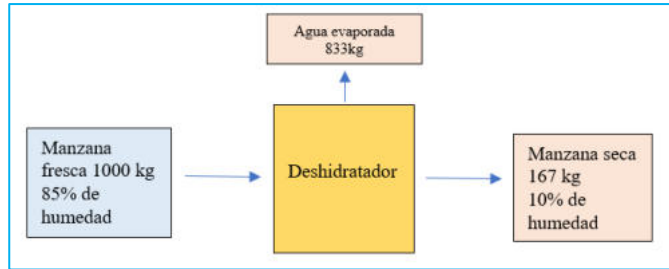 Agua evaporada
833kg
Manzana
fresca 1000 kg
85% de
humedad
Deshidratador
Manzana seca
167 kg
10% de
humedad